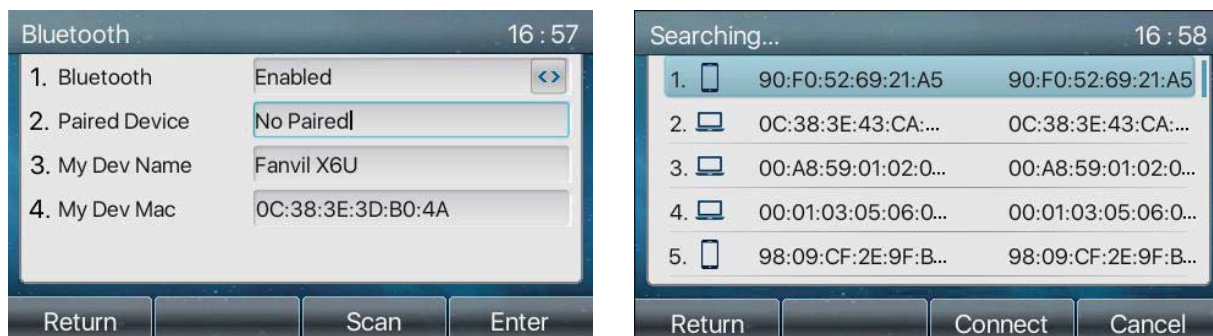 Bluetooth 16:57
1. Bluetooth Enabled <>
2. Paired Device No Paired
3. My Dev Name Fanvil X6U
4. My Dev Mac 0C:38:3E:3D:B0:4A
Return Scan Enter
Searching... 16:58
1. 90:F0:52:69:21:A5 90:F0:52:69:21:A5
2. 0C:38:3E:43:CA:... 0C:38:3E:43:CA:...
3. 00:A8:59:01:02:0... 00:A8:59:01:02:0...
4. 00:01:03:05:06:0... 00:01:03:05:06:0...
5. 98:09:CF:2E:9F:B... 98:09:CF:2E:9F:B...
Return Connect Cancel